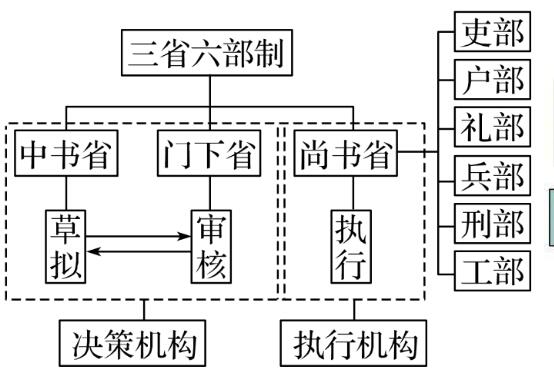 三省六部制
中书省
门下省
尚书省
草拟
审核
执行
决策机构
执行机构
吏部
户部
礼部
兵部
刑部
工部